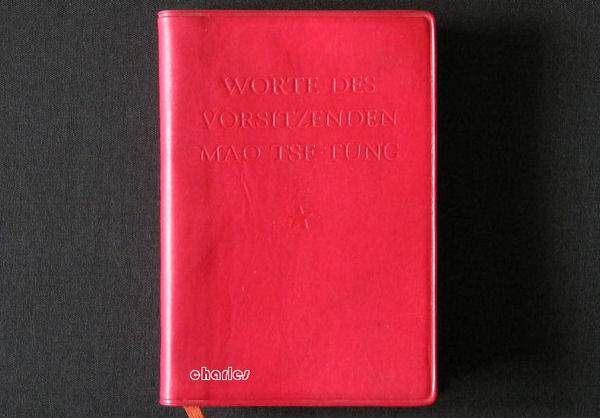 WORTE DES
VORSITZENDEN
MAO TSE-TUNG
charles